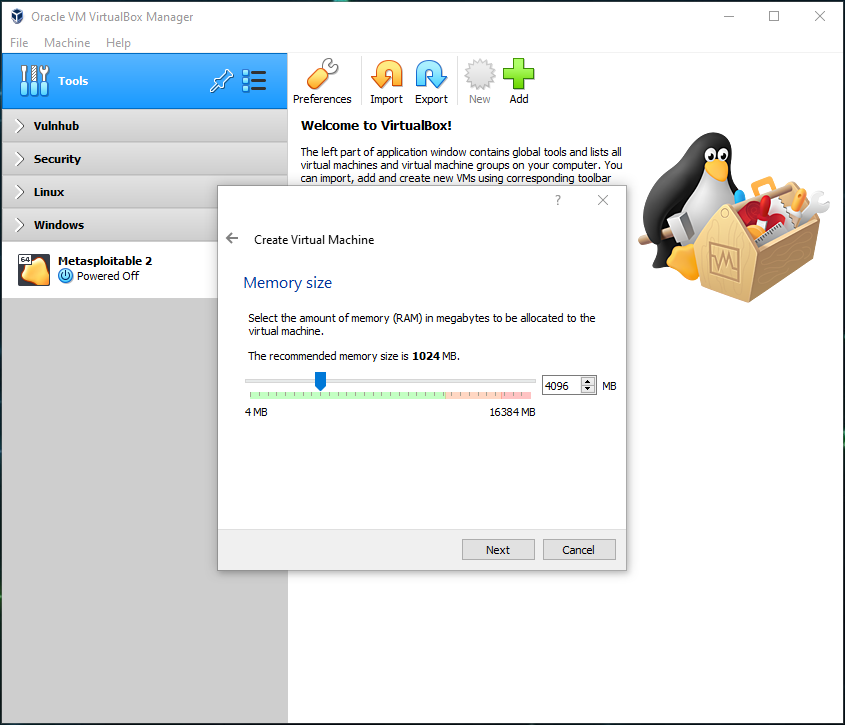 Oracle VM VirtualBox Manager
File Machine Help
Tools
Preferences Import Export New Add
Vulnhub
Security
Linux
Windows
64
Metasploitable 2
Powered Off
Welcome to VirtualBox!
The left part of application window contains global tools and lists all
virtual machines and virtual machine groups on your computer. You
can import, add and create new VMs using corresponding toolbar
?
Create Virtual Machine
Memory size
Select the amount of memory (RAM) in megabytes to be allocated to the
virtual machine.
The recommended memory size is 1024 MB.
4096 MB
4 MB 16384 MB
Next Cancel